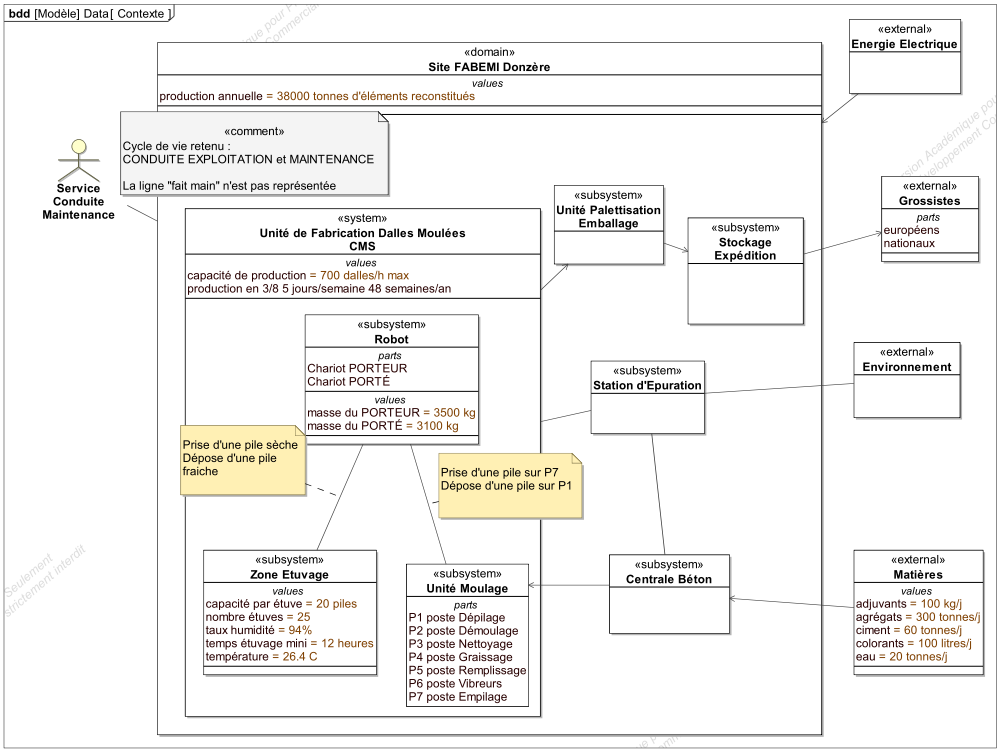 bdd [Modèle] Data[ Contexte ]
«domain»
Site FABEMI Donzère
values
production annuelle = 38000 tonnes d'éléments reconstitués
«external»
Energie Electrique
«comment»
Cycle de vie retenu :
CONDUITE EXPLOITATION et MAINTENANCE
La ligne "fait main" n'est pas représentée
Service
Conduite
Maintenance
«system»
Unité de Fabrication Dalles Moulées
CMS
values
capacité de production = 700 dalles/h max
production en 3/8 5 jours/semaine 48 semaines/an
«subsystem»
Unité Palettisation
Emballage
«subsystem»
Stockage
Expédition
«external»
Grossistes
parts
européens
nationaux
«subsystem»
Robot
parts
Chariot PORTEUR
Chariot PORTÉ
values
masse du PORTEUR = 3500 kg
masse du PORTÉ = 3100 kg
«subsystem»
Station d'Epuration
«external»
Environnement
Prise d'une pile sèche
Dépose d'une pile
fraiche
Prise d'une pile sur P7
Dépose d'une pile sur P1
«subsystem»
Zone Etuvage
values
capacité par étuve = 20 piles
nombre étuves = 25
taux humidité = 94%
temps étuvage mini = 12 heures
température = 26.4 C
«subsystem»
Unité Moulage
parts
P1 poste Dépilage
P2 poste Démoulage
P3 poste Nettoyage
P4 poste Graissage
P5 poste Remplissage
P6 poste Vibreurs
P7 poste Empilage
«subsystem»
Centrale Béton
«external»
Matières
values
adjuvants = 100 kg/j
agrégats = 300 tonnes/j
ciment = 60 tonnes/j
colorants = 100 litres/j
eau = 20 tonnes/j
Seulement
strictement interdit